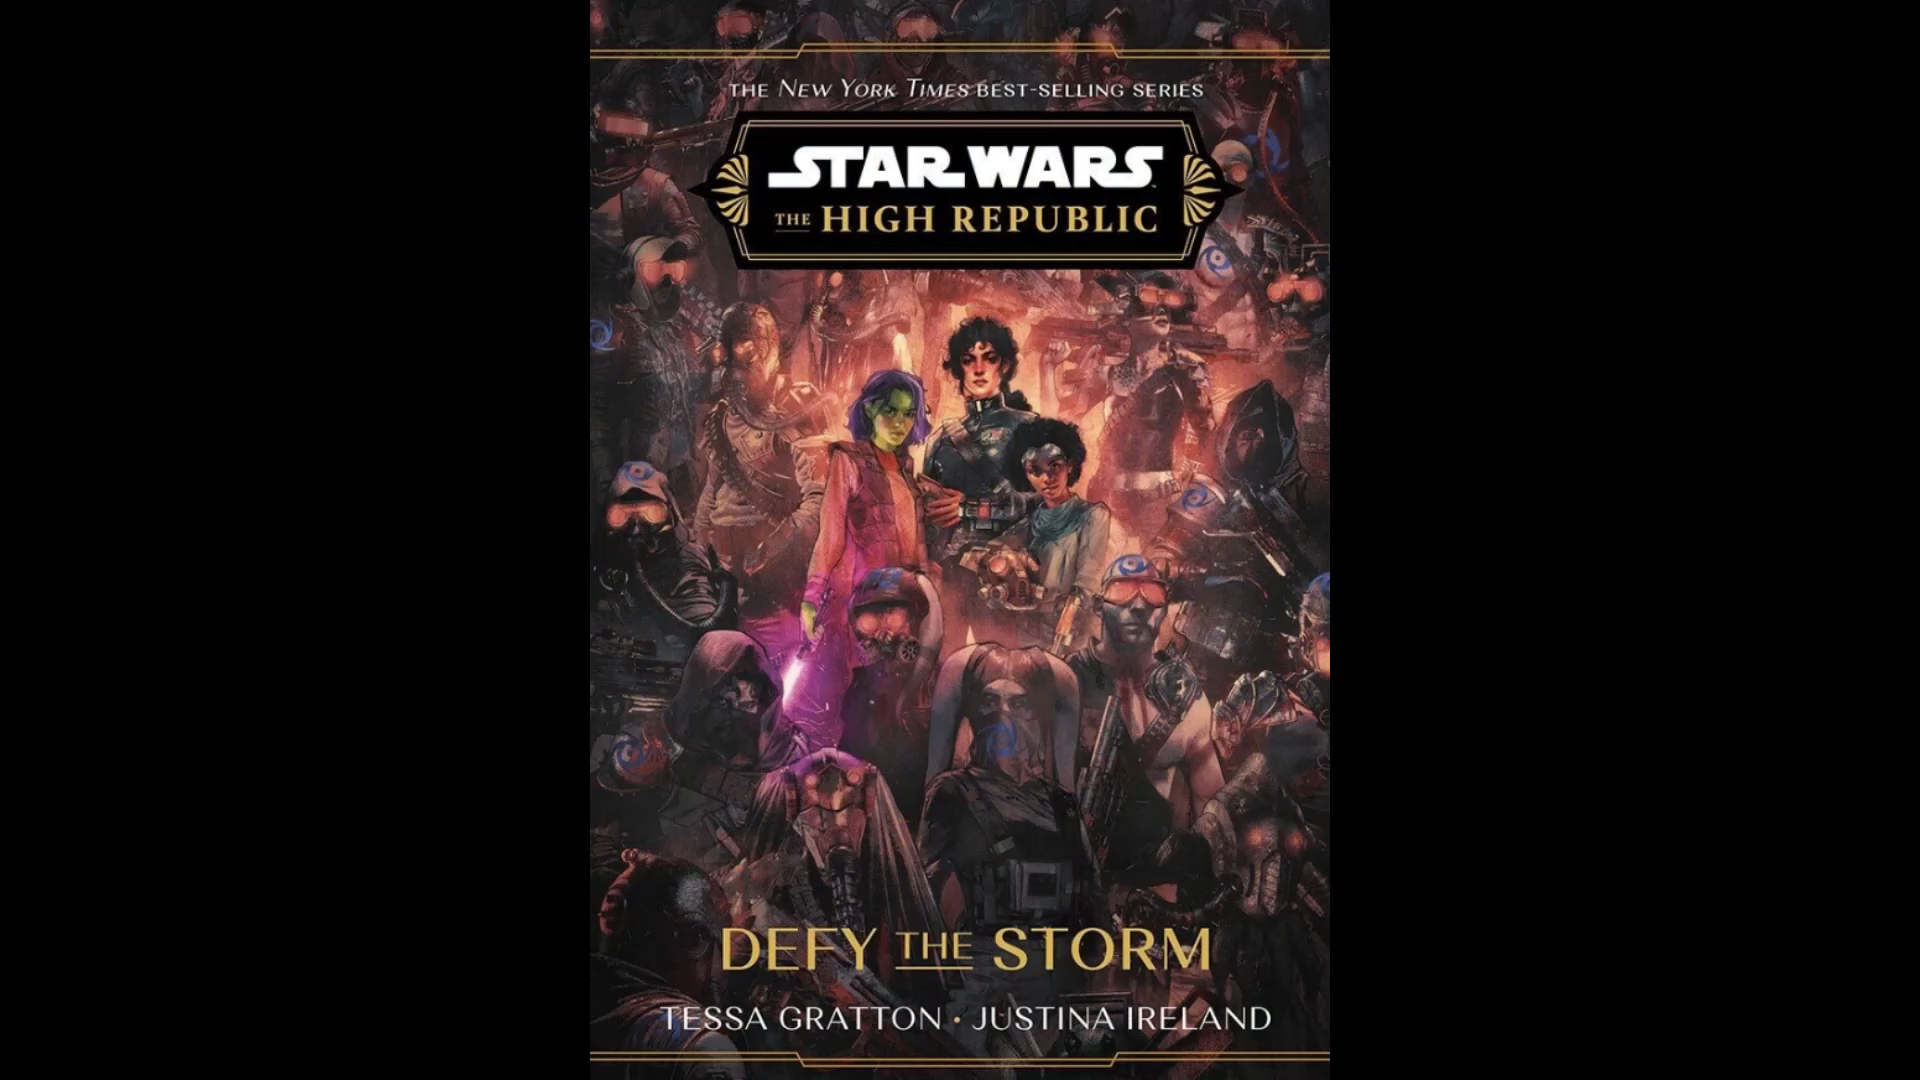 THE NEW YORK TIMES BEST-SELLING SERIES
STAR WARS
THE HIGH REPUBLIC
DEFY THE STORM
TESSA GRATTON · JUSTINA IRELAND